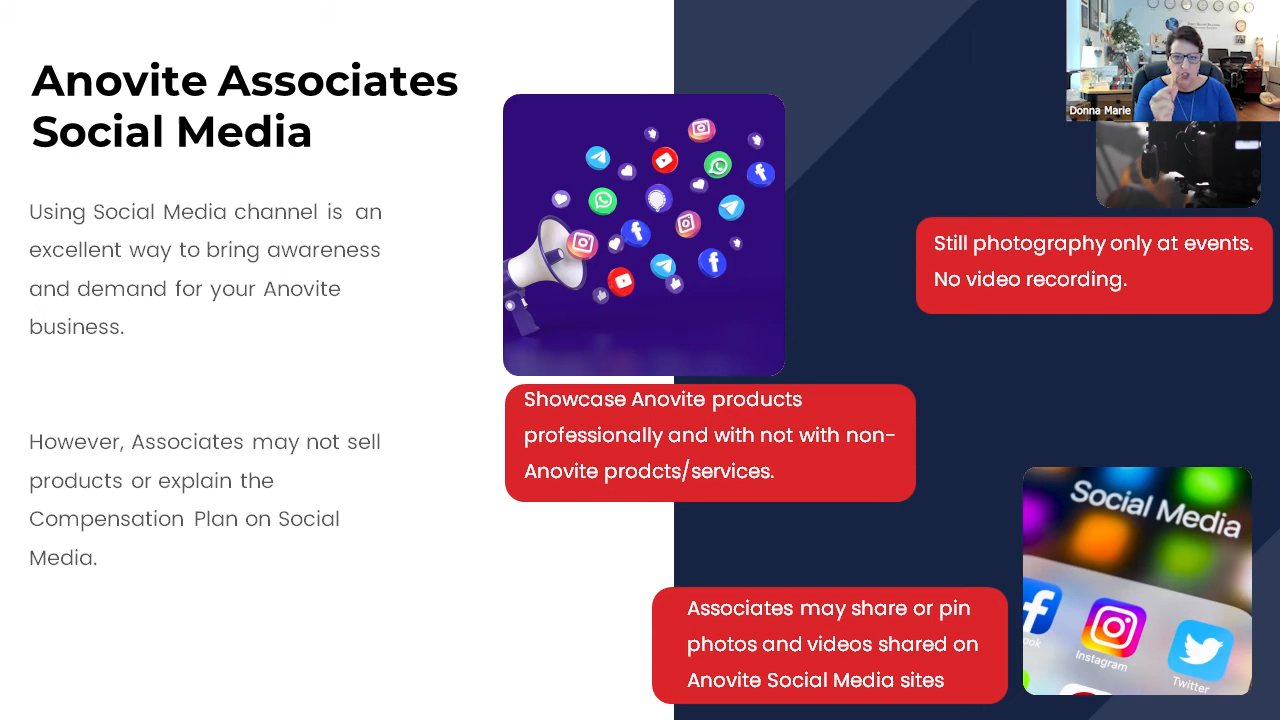 Anovite Associates
Social Media
Using Social Media channel is an
excellent way to bring awareness
and demand for your Anovite
business.
However, Associates may not sell
products or explain the
Compensation Plan on Social
Media.
Donna Marie
Still photography only at events.
No video recording.
Showcase Anovite products
professionally and with not with non-
Anovite prodcts/services.
Associates may share or pin
photos and videos shared on
Anovite Social Media sites
Social Media
Instagram
Twitter